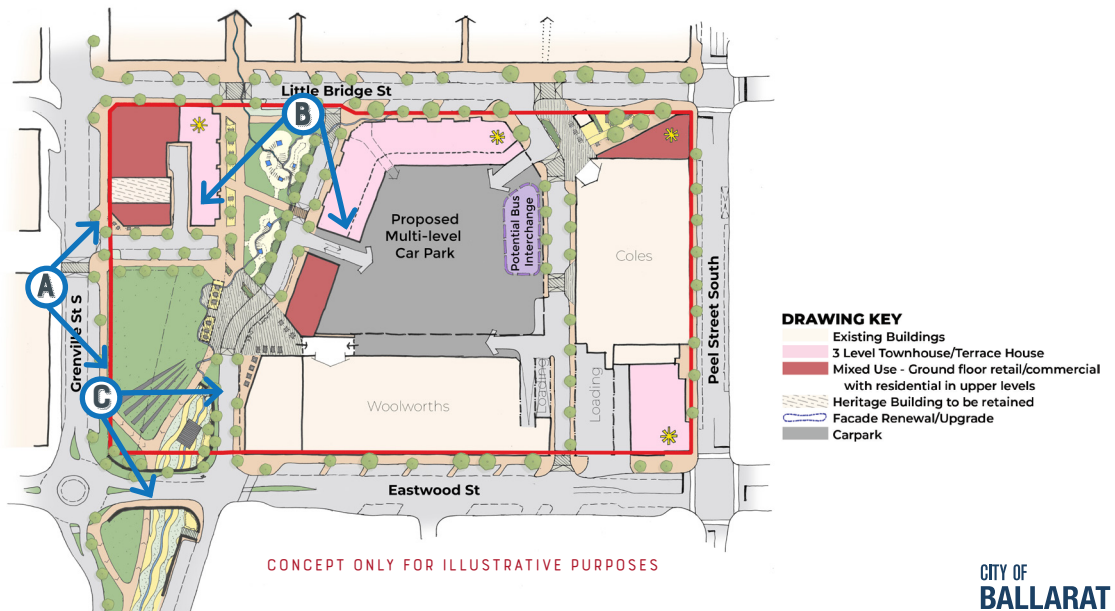 Little Bridge St
B
Proposed
Multi-level
Car Park
Potential Bus
Interchange
Coles
A
Grenville St S
Peel Street South
C
Woolworths
Loading
Loading
Eastwood St
CONCEPT ONLY FOR ILLUSTRATIVE PURPOSES
DRAWING KEY
Existing Buildings
3 Level Townhouse/Terrace House
Mixed Use - Ground floor retail/commercial
with residential in upper levels
Heritage Building to be retained
Facade Renewal/Upgrade
Carpark
CITY OF
BALLARAT